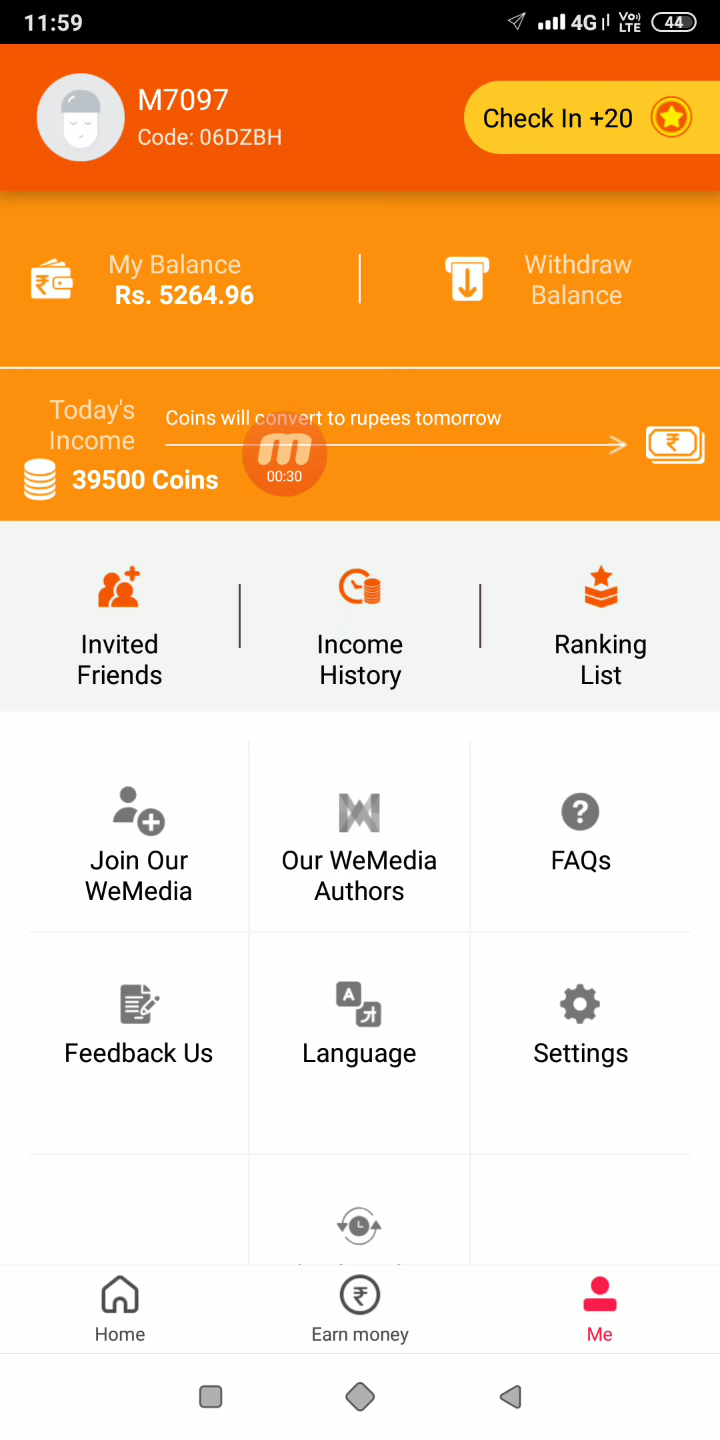 11:59
4G
Vo))
LTE
44
M7097
Code: 06DZBH
Check In +20
My Balance
Rs. 5264.96
Withdraw
Balance
Today's
Income
Coins will convert to rupees tomorrow
39500 Coins
00:30
Invited
Friends
Income
History
Ranking
List
Join Our
WeMedia
Our WeMedia
Authors
FAQs
Feedback Us
Language
Settings
Home
Earn money
Me